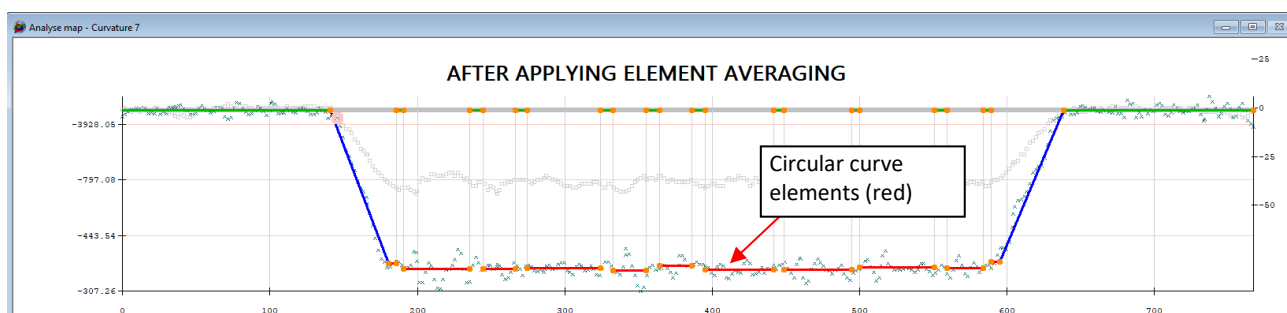 Analyse map - Curvature 7
AFTER APPLYING ELEMENT AVERAGING
-25
-3928.05
-0
-25
-797.08
-50
-443.54
-307.26
Circular curve
elements (red)
0 100 200 300 400 500 600 700